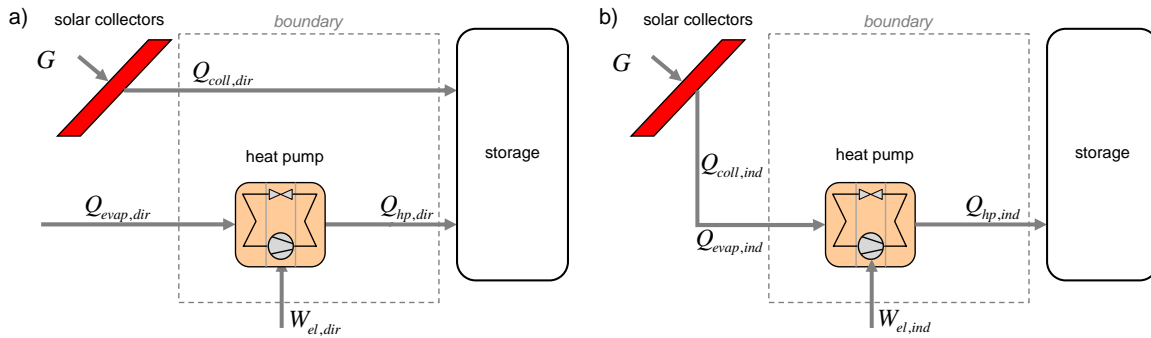 a)
solar collectors
boundary
G
Q_{coll,dir}
heat pump
storage
Q_{evap,dir}
Q_{hp,dir}
W_{el,dir}
b)
solar collectors
boundary
G
Q_{coll,ind}
heat pump
storage
Q_{evap,ind}
Q_{hp,ind}
W_{el,ind}